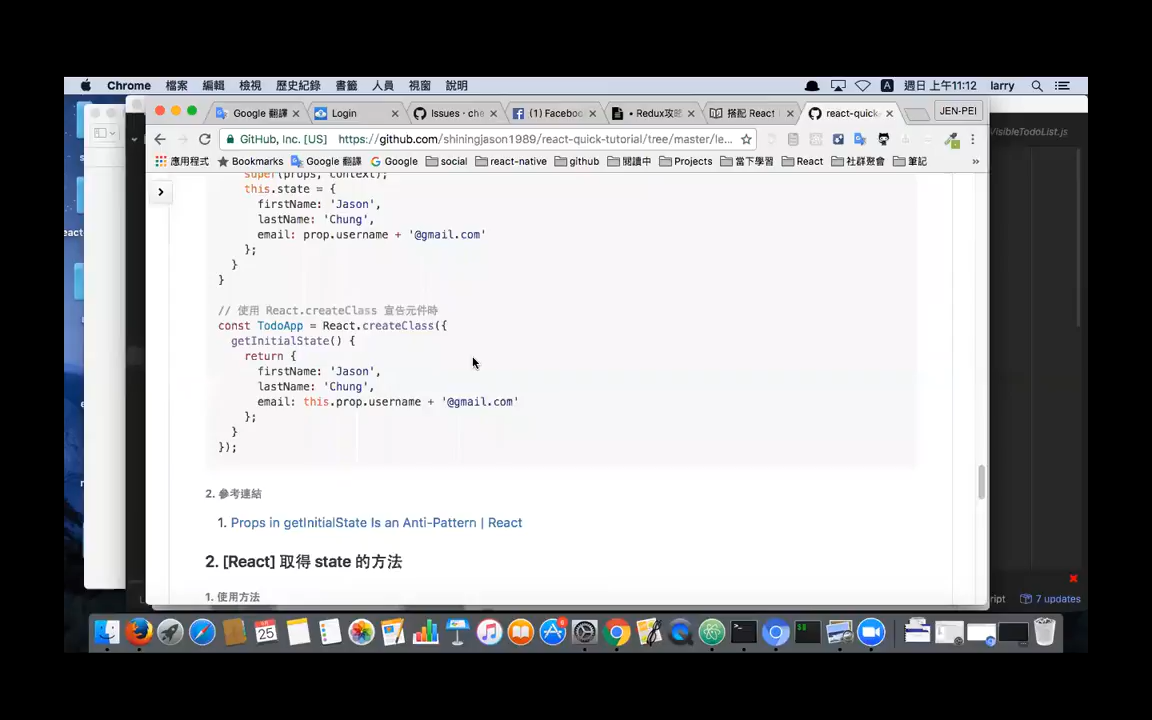 Chrome 檔案 編輯 檢視 歷史紀錄 書籤 人員 視窗 說明 週日 上午11:12 larry
Google 翻譯 Login Issues · che (1) Facebo • Redux攻略 搭配 React react-quick- JEN-PEI
GitHub, Inc. [US] https://github.com/shiningjason1989/react-quick-tutorial/tree/master/le... VisibleTodoList.js
應用程式 Bookmarks Google 翻譯 Google social react-native github 閱讀中 Projects 當下學習 React 社群聚會 筆記 »
super(props, context);
this.state = {
firstName: 'Jason',
lastName: 'Chung',
email: prop.username + '@gmail.com'
};
}
}
// 使用 React.createClass 宣告元件時
const TodoApp = React.createClass({
getInitialState() {
return {
firstName: 'Jason',
lastName: 'Chung',
email: this.prop.username + '@gmail.com'
};
}
});
2. 參考連結
1. Props in getInitialState Is an Anti-Pattern | React
2. [React] 取得 state 的方法
1. 使用方法
ript 7 updates
25